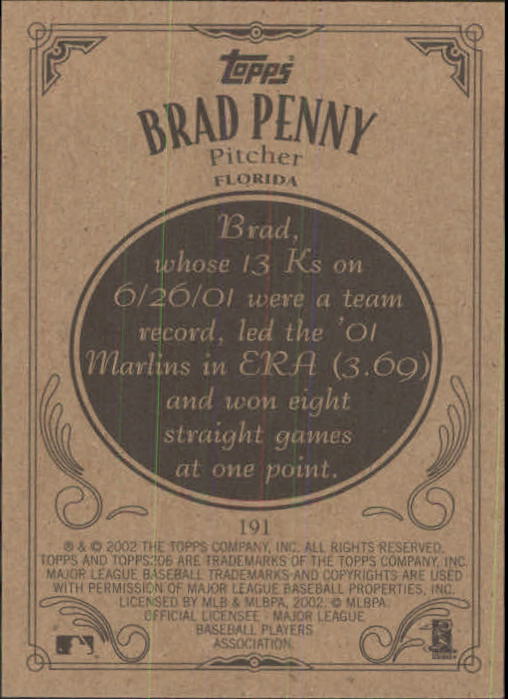 Topps
BRAD PENNY
Pitcher
FLORIDA
Brad,
whose 13 Ks on
6/26/01 were a team
record, led the '01
Marlins in ERA (3.69)
and won eight
straight games
at one point.
191
® & © 2002 THE TOPPS COMPANY, INC. ALL RIGHTS RESERVED.
TOPPS AND TOPPS206 ARE TRADEMARKS OF THE TOPPS COMPANY, INC.
MAJOR LEAGUE BASEBALL TRADEMARKS AND COPYRIGHTS ARE USED
WITH PERMISSION OF MAJOR LEAGUE BASEBALL PROPERTIES, INC.
LICENSED BY MLB & MLBPA, 2002. © MLBPA
OFFICIAL LICENSEE - MAJOR LEAGUE
BASEBALL PLAYERS
ASSOCIATION.